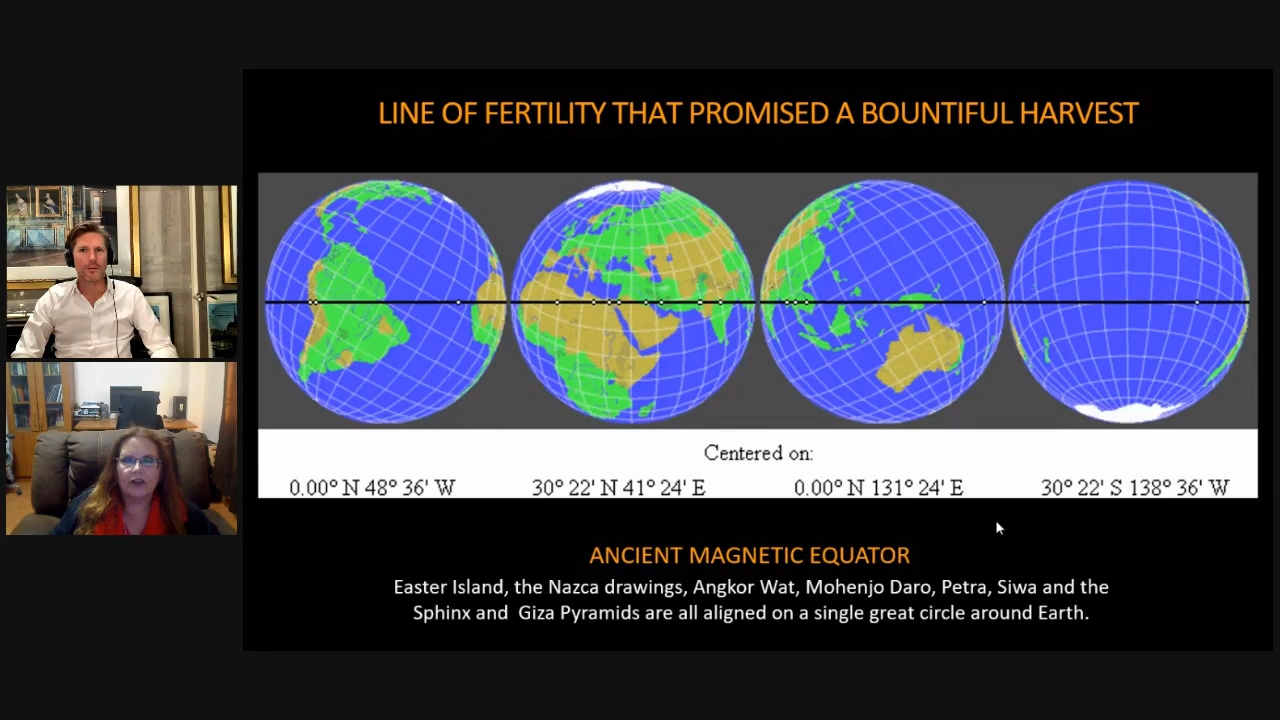 LINE OF FERTILITY THAT PROMISED A BOUNTIFUL HARVEST
Centered on:
0.00° N 48° 36' W 30° 22' N 41° 24' E 0.00° N 131° 24' E 30° 22' S 138° 36' W
ANCIENT MAGNETIC EQUATOR
Easter Island, the Nazca drawings, Angkor Wat, Mohenjo Daro, Petra, Siwa and the
Sphinx and Giza Pyramids are all aligned on a single great circle around Earth.